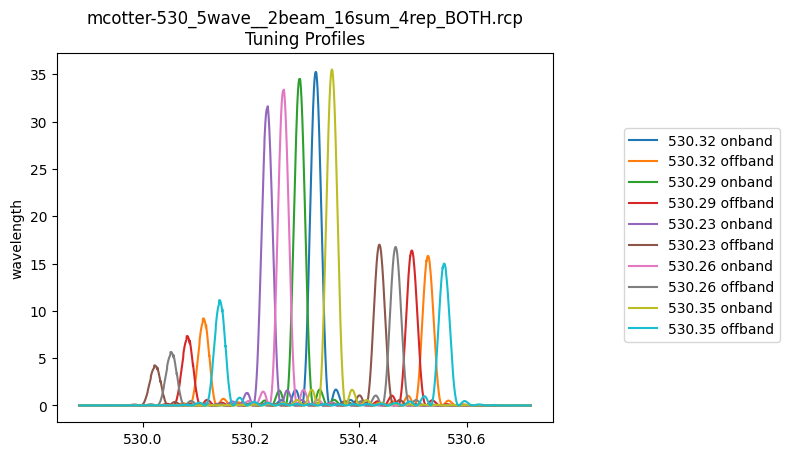 mcotter-530_5wave__2beam_16sum_4rep_BOTH.rcp
Tuning Profiles
35
30
25
20
15
10
5
0
wavelength
530.0 530.2 530.4 530.6
530.32 onband
530.32 offband
530.29 onband
530.29 offband
530.23 onband
530.23 offband
530.26 onband
530.26 offband
530.35 onband
530.35 offband